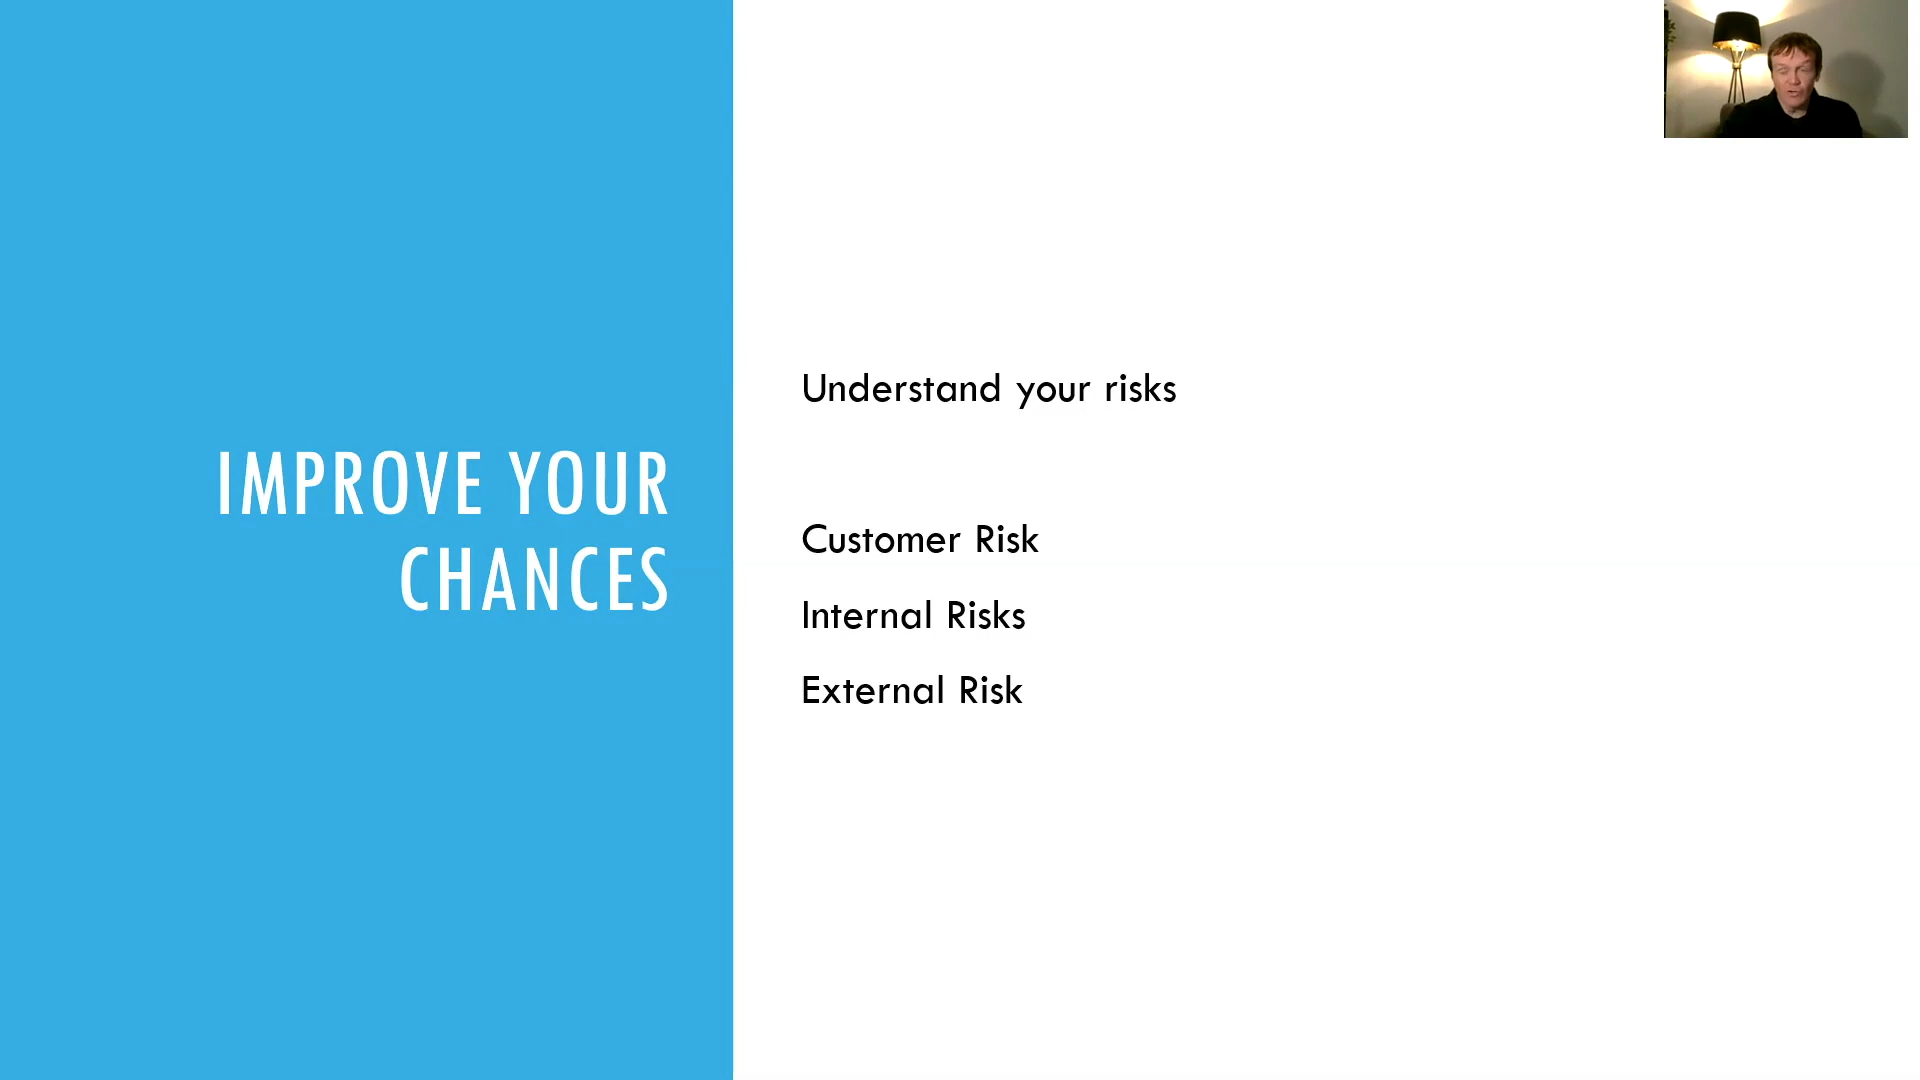 IMPROVE YOUR
CHANCES
Understand your risks
Customer Risk
Internal Risks
External Risk